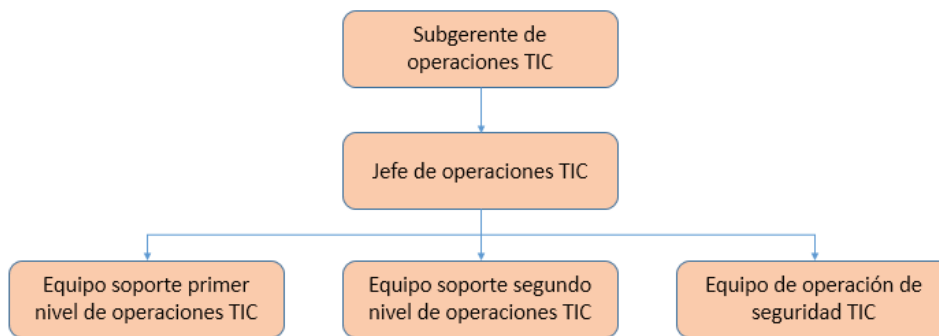 Subgerente de
operaciones TIC
Jefe de operaciones TIC
Equipo soporte primer
nivel de operaciones TIC
Equipo soporte segundo
nivel de operaciones TIC
Equipo de operación de
seguridad TIC